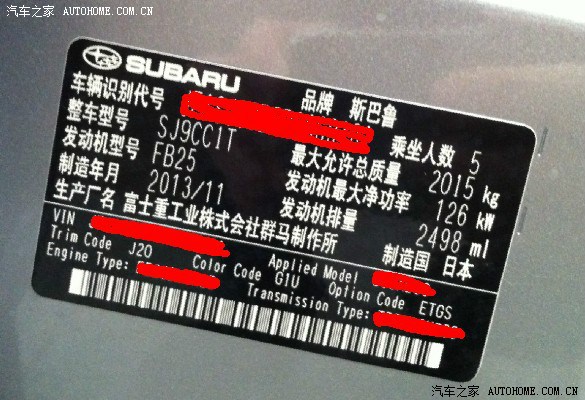 汽车之家 AUTOHOME.COM.CN
SUBARU
车辆识别代号 品牌 斯巴鲁
整车型号 SJ9CC1T 乘坐人数 5
发动机型号 FB25 最大允许总质量 2015 kg
制造年月 2013/11 发动机最大净功率 126 kW
生产厂名 富士重工业株式会社群马制作所 发动机排量 2498 ml
制造国 日本
VIN
Trim Code J20 Applied Model
Engine Type: Color Code G1U Option Code ETGS
Transmission Type:
汽车之家 AUTOHOME.COM.CN